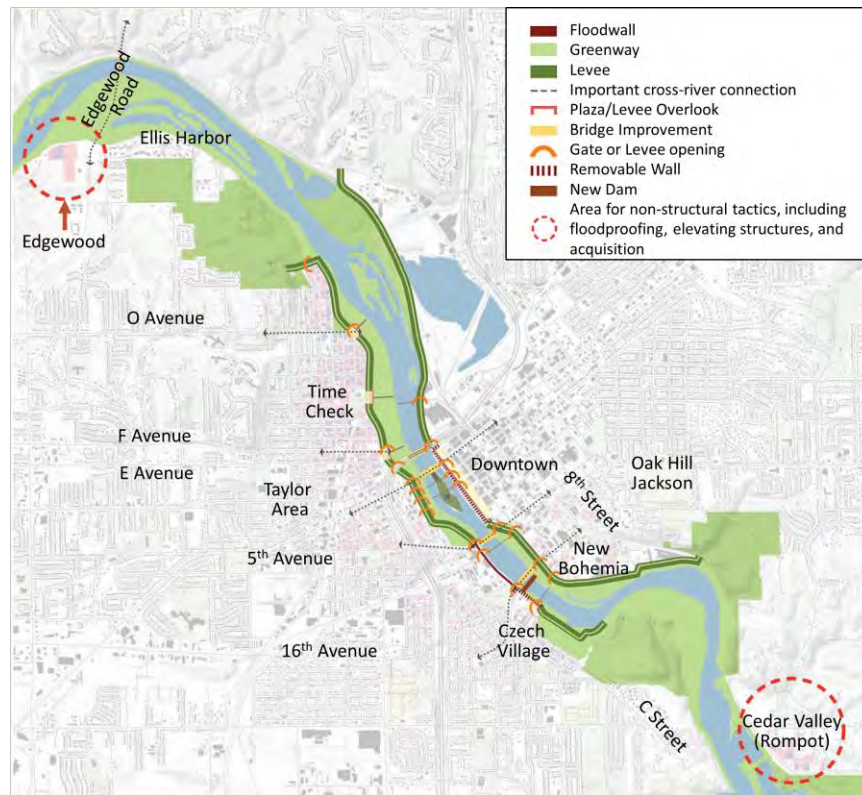 Floodwall
Greenway
Levee
Important cross-river connection
Plaza/Levee Overlook
Bridge Improvement
Gate or Levee opening
Removable Wall
New Dam
Area for non-structural tactics, including
floodproofing, elevating structures, and
acquisition
Edgewood
Road
Ellis Harbor
Edgewood
O Avenue
Time
Check
F Avenue
E Avenue
Taylor
Area
Downtown
Oak Hill
Jackson
8th Street
5th Avenue
New
Bohemia
16th Avenue
Czech
Village
C Street
Cedar Valley
(Rompot)